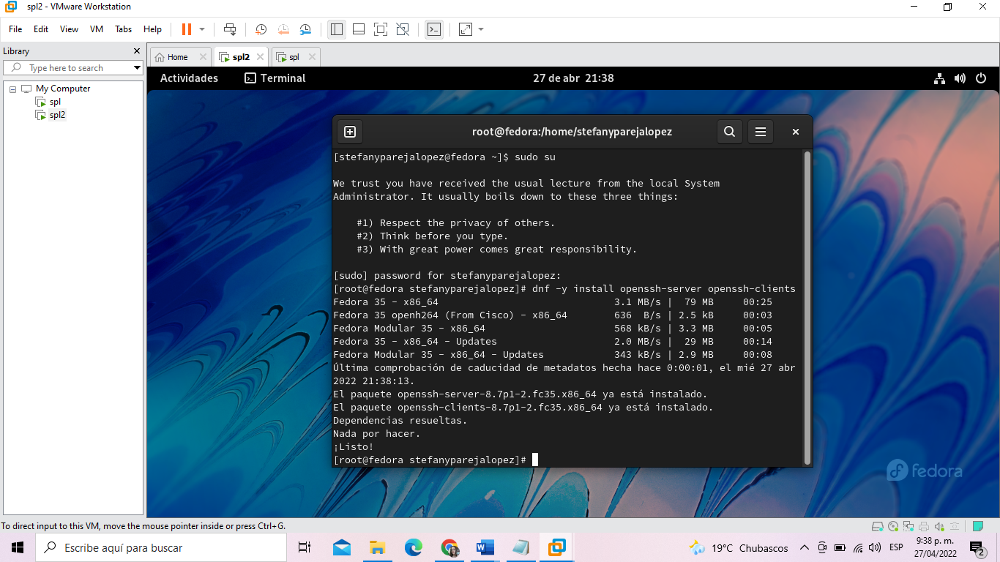 spl2 - VMware Workstation
File Edit View VM Tabs Help
Library
Type here to search
My Computer
spl
spl2
Home spl2 spl
Actividades Terminal 27 de abr 21:38
root@fedora:/home/stefanyparejalopez
[stefanyparejalopez@fedora ~]$ sudo su
We trust you have received the usual lecture from the local System
Administrator. It usually boils down to these three things:
#1) Respect the privacy of others.
#2) Think before you type.
#3) With great power comes great responsibility.
[sudo] password for stefanyparejalopez:
[root@fedora stefanyparejalopez]# dnf -y install openssh-server openssh-clients
Fedora 35 - x86_64 3.1 MB/s | 79 MB 00:25
Fedora 35 openh264 (From Cisco) - x86_64 636 B/s | 2.5 kB 00:03
Fedora Modular 35 - x86_64 568 kB/s | 3.3 MB 00:05
Fedora 35 - x86_64 - Updates 2.0 MB/s | 29 MB 00:14
Fedora Modular 35 - x86_64 - Updates 343 kB/s | 2.9 MB 00:08
Última comprobación de caducidad de metadatos hecha hace 0:00:01, el mié 27 abr
2022 21:38:13.
El paquete openssh-server-8.7p1-2.fc35.x86_64 ya está instalado.
El paquete openssh-clients-8.7p1-2.fc35.x86_64 ya está instalado.
Dependencias resueltas.
Nada por hacer.
¡Listo!
[root@fedora stefanyparejalopez]#
fedora
To direct input to this VM, move the mouse pointer inside or press Ctrl+G.
Escribe aquí para buscar
19°C Chubascos
ESP
9:38 p. m.
27/04/2022
2